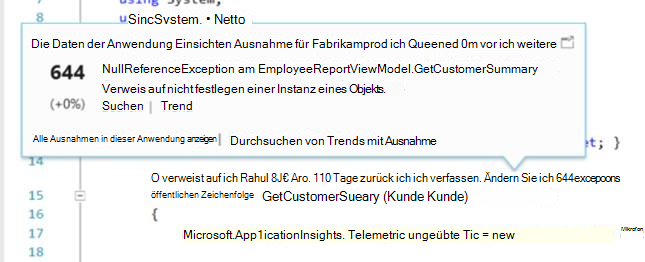 8 uSincSvstem. • Netto
Die Daten der Anwendung Einsichten Ausnahme für Fabrikamprod ich Queened 0m vor ich weitere
644 NullReferenceException am EmployeeReportViewModel.GetCustomerSummary
Verweis auf nicht festlegen einer Instanz eines Objekts.
(+0%) Suchen | Trend
Alle Ausnahmen in dieser Anwendung anzeigen | Durchsuchen von Trends mit Ausnahme
et; }
14
O verweist auf ich Rahul 8J€ Aro. 110 Tage zurück ich ich verfassen. Ändern Sie ich 644excepoons
15 öffentlichen Zeichenfolge GetCustomerSueary (Kunde Kunde)
16 {
17 Microsoft.App1icationInsights. Telemetric ungeübte Tic = new Mikrofon
18